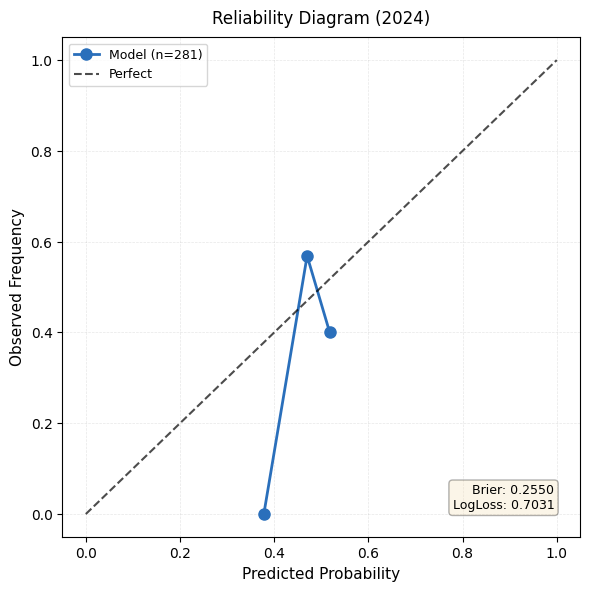 Reliability Diagram (2024)
Model (n=281)
Perfect
1.0
0.8
0.6
0.4
0.2
0.0
Observed Frequency
Brier: 0.2550
LogLoss: 0.7031
0.0 0.2 0.4 0.6 0.8 1.0
Predicted Probability